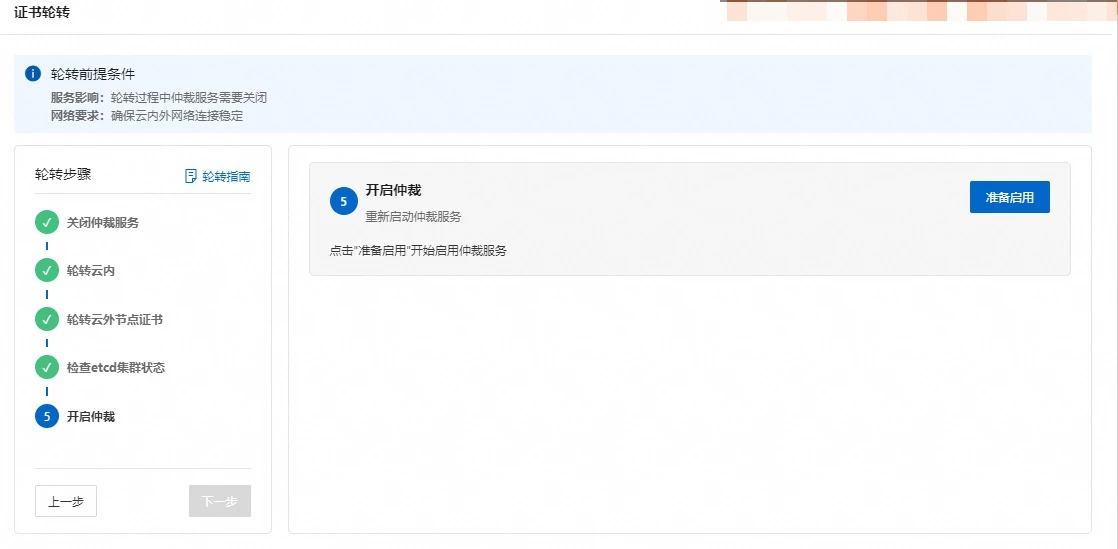 证书轮转
轮转前提条件
服务影响：轮转过程中仲裁服务需要关闭
网络要求：确保云内外网络连接稳定
轮转步骤
轮转指南
关闭仲裁服务
轮转云内
轮转云外节点证书
检查etcd集群状态
5 开启仲裁
上一步
下一步
5
开启仲裁
重新启动仲裁服务
准备启用
点击"准备启用"开始启用仲裁服务